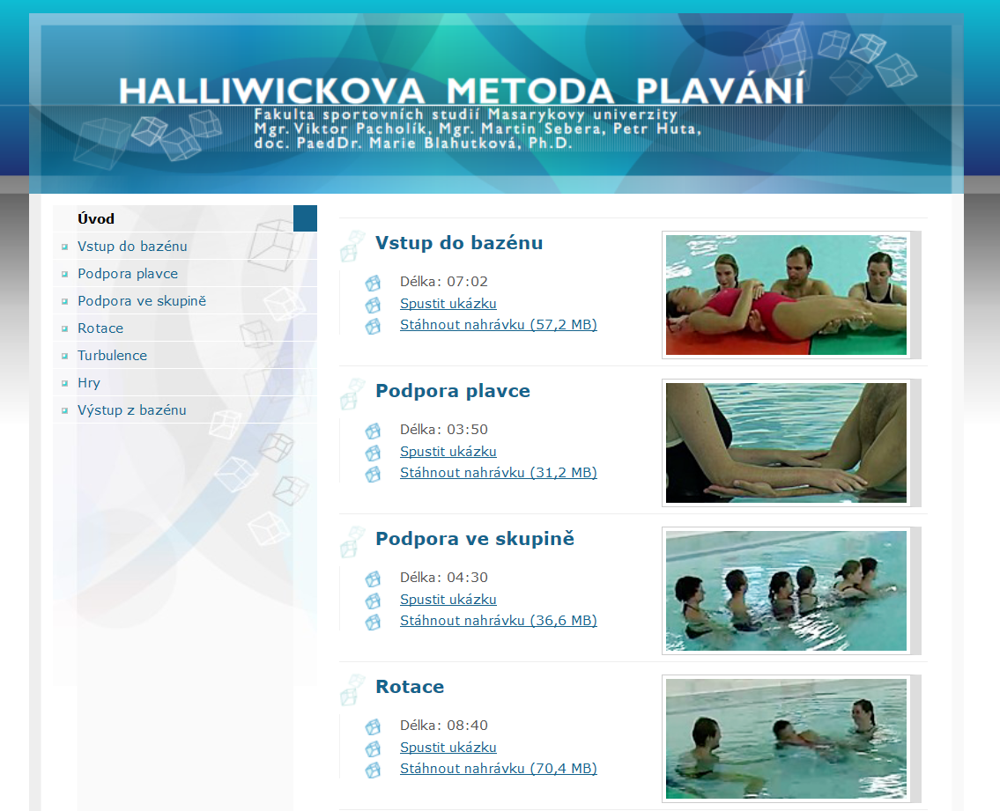 HALLIWICKOVA METODA PLAVÁNÍ
Fakulta sportovních studií Masarykovy univerzity
Mgr. Viktor Pacholík, Mgr. Martin Sebera, Petr Huta,
doc. PaedDr. Marie Blahutková, Ph.D.
Úvod
Vstup do bazénu
Podpora plavce
Podpora ve skupině
Rotace
Turbulence
Hry
Výstup z bazénu
Vstup do bazénu
Délka: 07:02
Spustit ukázku
Stáhnout nahrávku (57,2 MB)
Podpora plavce
Délka: 03:50
Spustit ukázku
Stáhnout nahrávku (31,2 MB)
Podpora ve skupině
Délka: 04:30
Spustit ukázku
Stáhnout nahrávku (36,6 MB)
Rotace
Délka: 08:40
Spustit ukázku
Stáhnout nahrávku (70,4 MB)